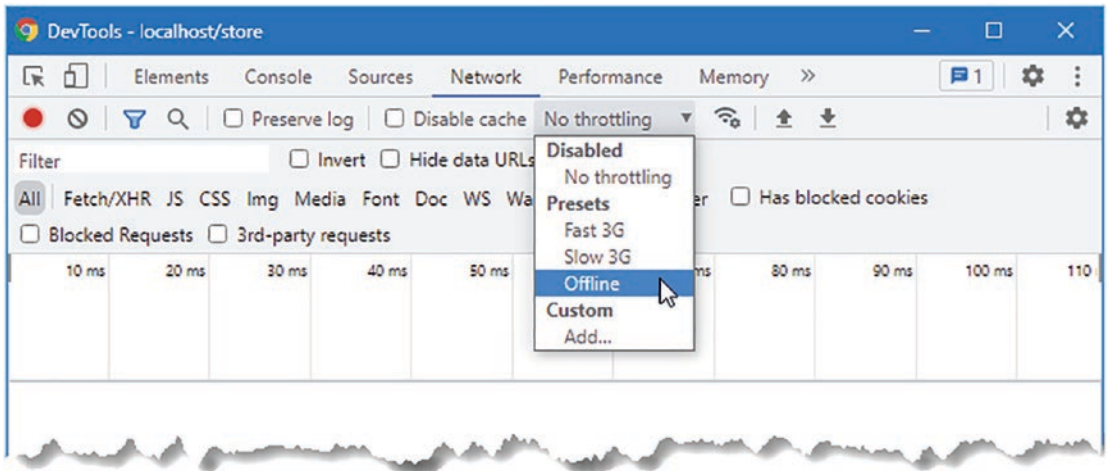 DevTools - localhost/store
Elements Console Sources Network Performance Memory » 1
Preserve log Disable cache No throttling
Filter Invert Hide data URLs
Disabled
No throttling
All Fetch/XHR JS CSS Img Media Font Doc WS Has blocked cookies
Presets
Fast 3G
Blocked Requests 3rd-party requests
Slow 3G
10 ms 20 ms 30 ms 40 ms 50 ms ms 80 ms 90 ms 100 ms 110
Offline
Custom
Add...